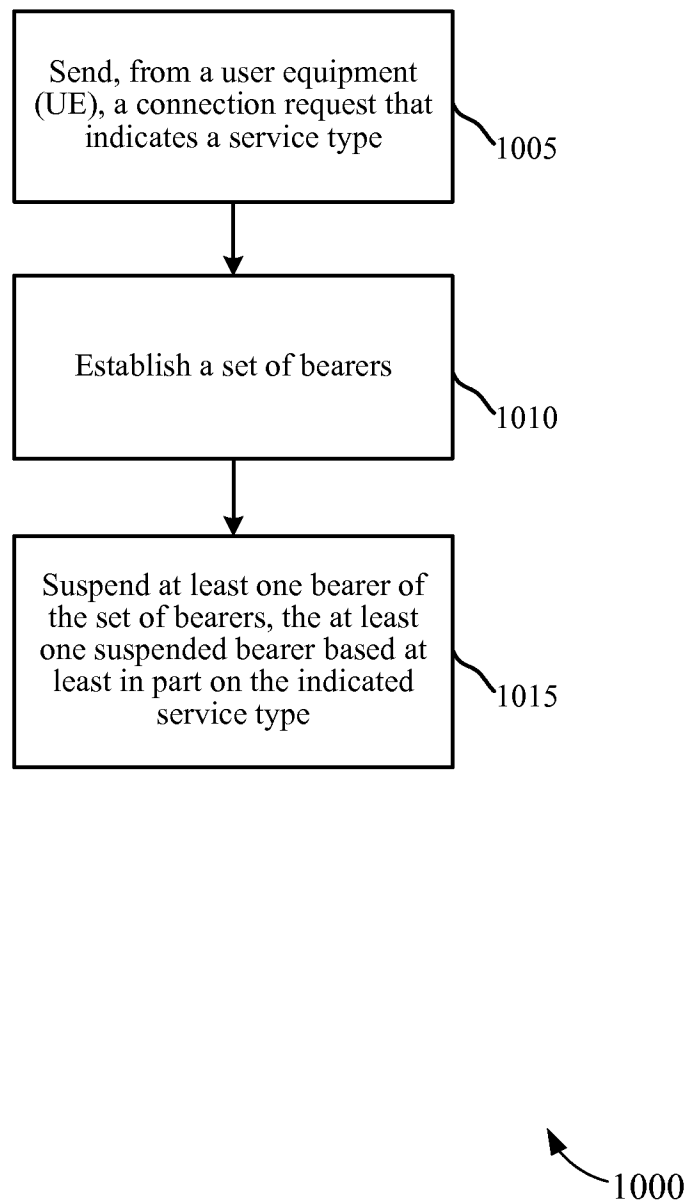 Send, from a user equipment
(UE), a connection request that
indicates a service type
1005
Establish a set of bearers
1010
Suspend at least one bearer of
the set of bearers, the at least
one suspended bearer based at
least in part on the indicated
service type
1015
1000